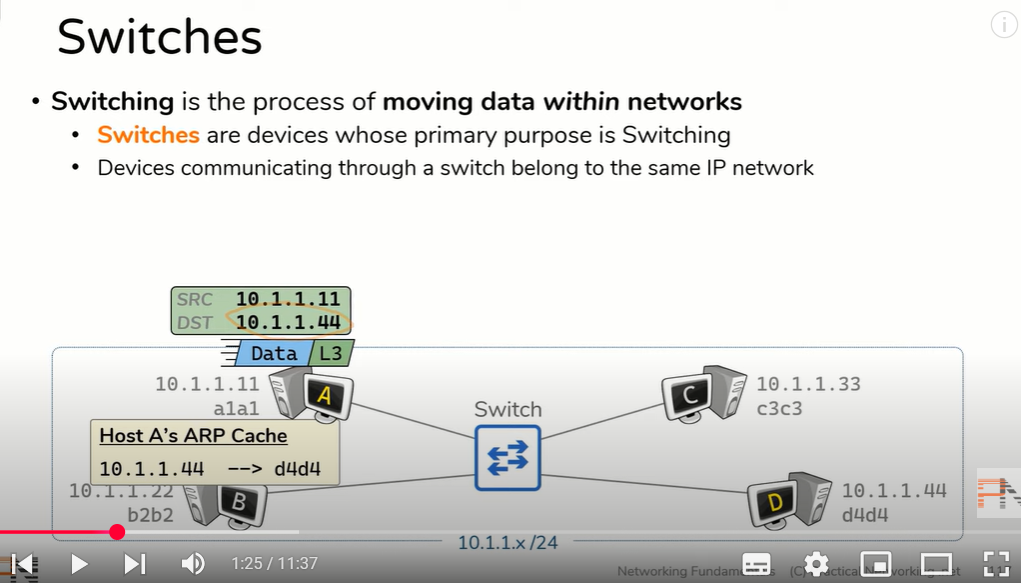 Switches
• Switching is the process of moving data within networks
• Switches are devices whose primary purpose is Switching
• Devices communicating through a switch belong to the same IP network
SRC 10.1.1.11
DST 10.1.1.44
Data L3
10.1.1.11
a1a1
A
Switch
C
10.1.1.33
c3c3
Host A's ARP Cache
10.1.1.44 --> d4d4
10.1.1.22
b2b2
B
D
10.1.1.44
d4d4
10.1.1.x /24
1:25 / 11:37
Networking